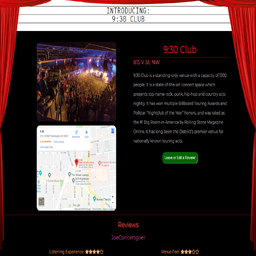 INTRODUCING:
9:30 CLUB
9:30 Club
815 V St. NW
9:30 Club is a standing-only venue with a capacity of 1200
people. It is a state-of-the-art concert space which
presents top name rock, punk, hip-hop and country acts
nightly. It has won multiple Billboard Touring Awards and
Pollstar "Nightclub of the Year" honors, and was rated as
the #1 Big Room in America by Rolling Stone Magazine
Online. It has long been the District's premier venue for
nationally known touring acts.
Leave or Edit a Review!
Reviews
JoeConcertgoer
Listening Experience:
Venue Feel: